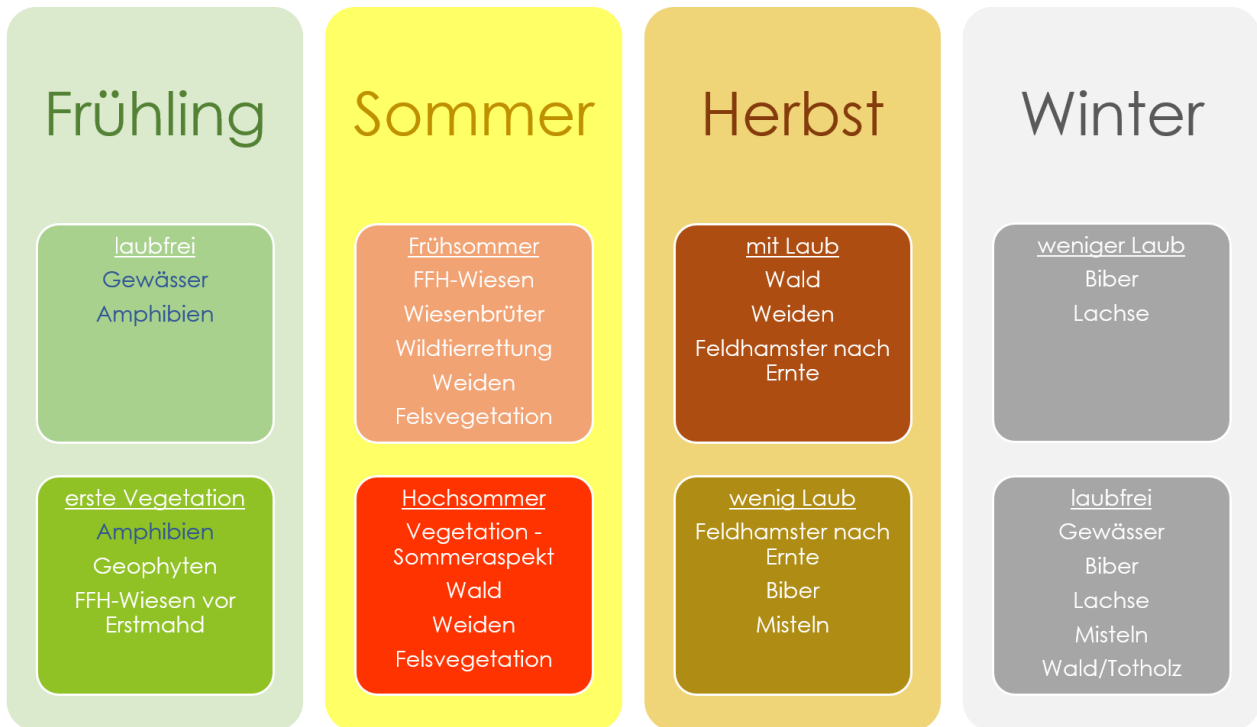 Frühling
laubfrei
Gewässer
Amphibien
erste Vegetation
Amphibien
Geophyten
FFH-Wiesen vor
Erstmahd
Sommer
Frühsommer
FFH-Wiesen
Wiesenbrüter
Wildtierrettung
Weiden
Felsvegetation
Hochsommer
Vegetation -
Sommeraspekt
Wald
Weiden
Felsvegetation
Herbst
mit Laub
Wald
Weiden
Feldhamster nach
Ernte
wenig Laub
Feldhamster nach
Ernte
Biber
Misteln
Winter
weniger Laub
Biber
Lachse
laubfrei
Gewässer
Biber
Lachse
Misteln
Wald/Totholz